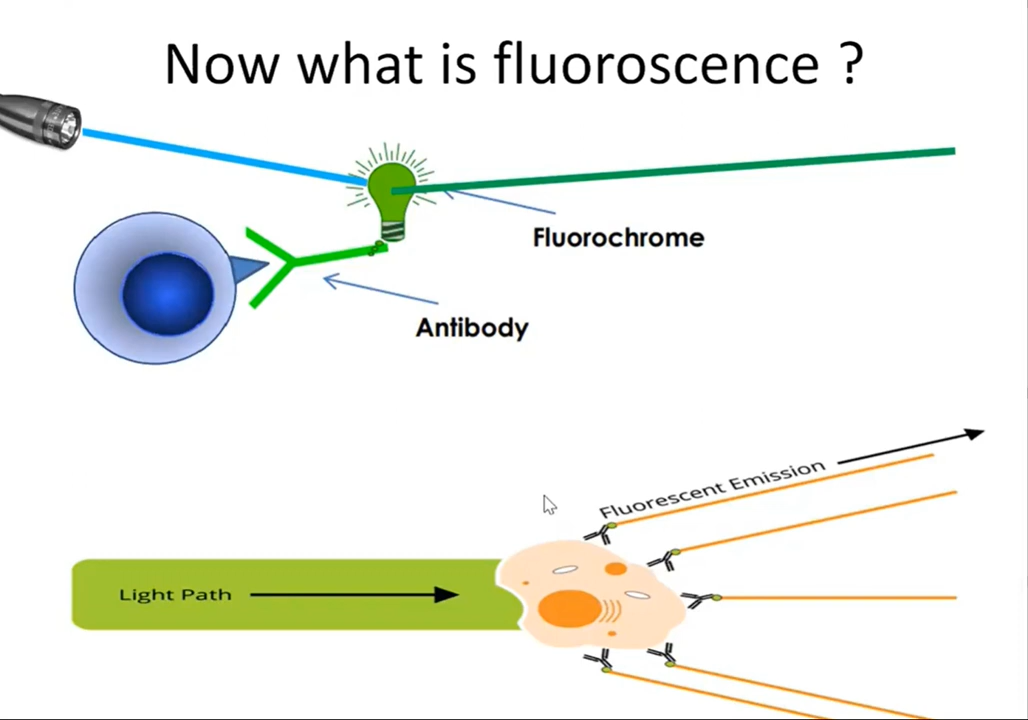 Now what is fluoroscence ?
Fluorochrome
Antibody
Fluorescent Emission
Light Path